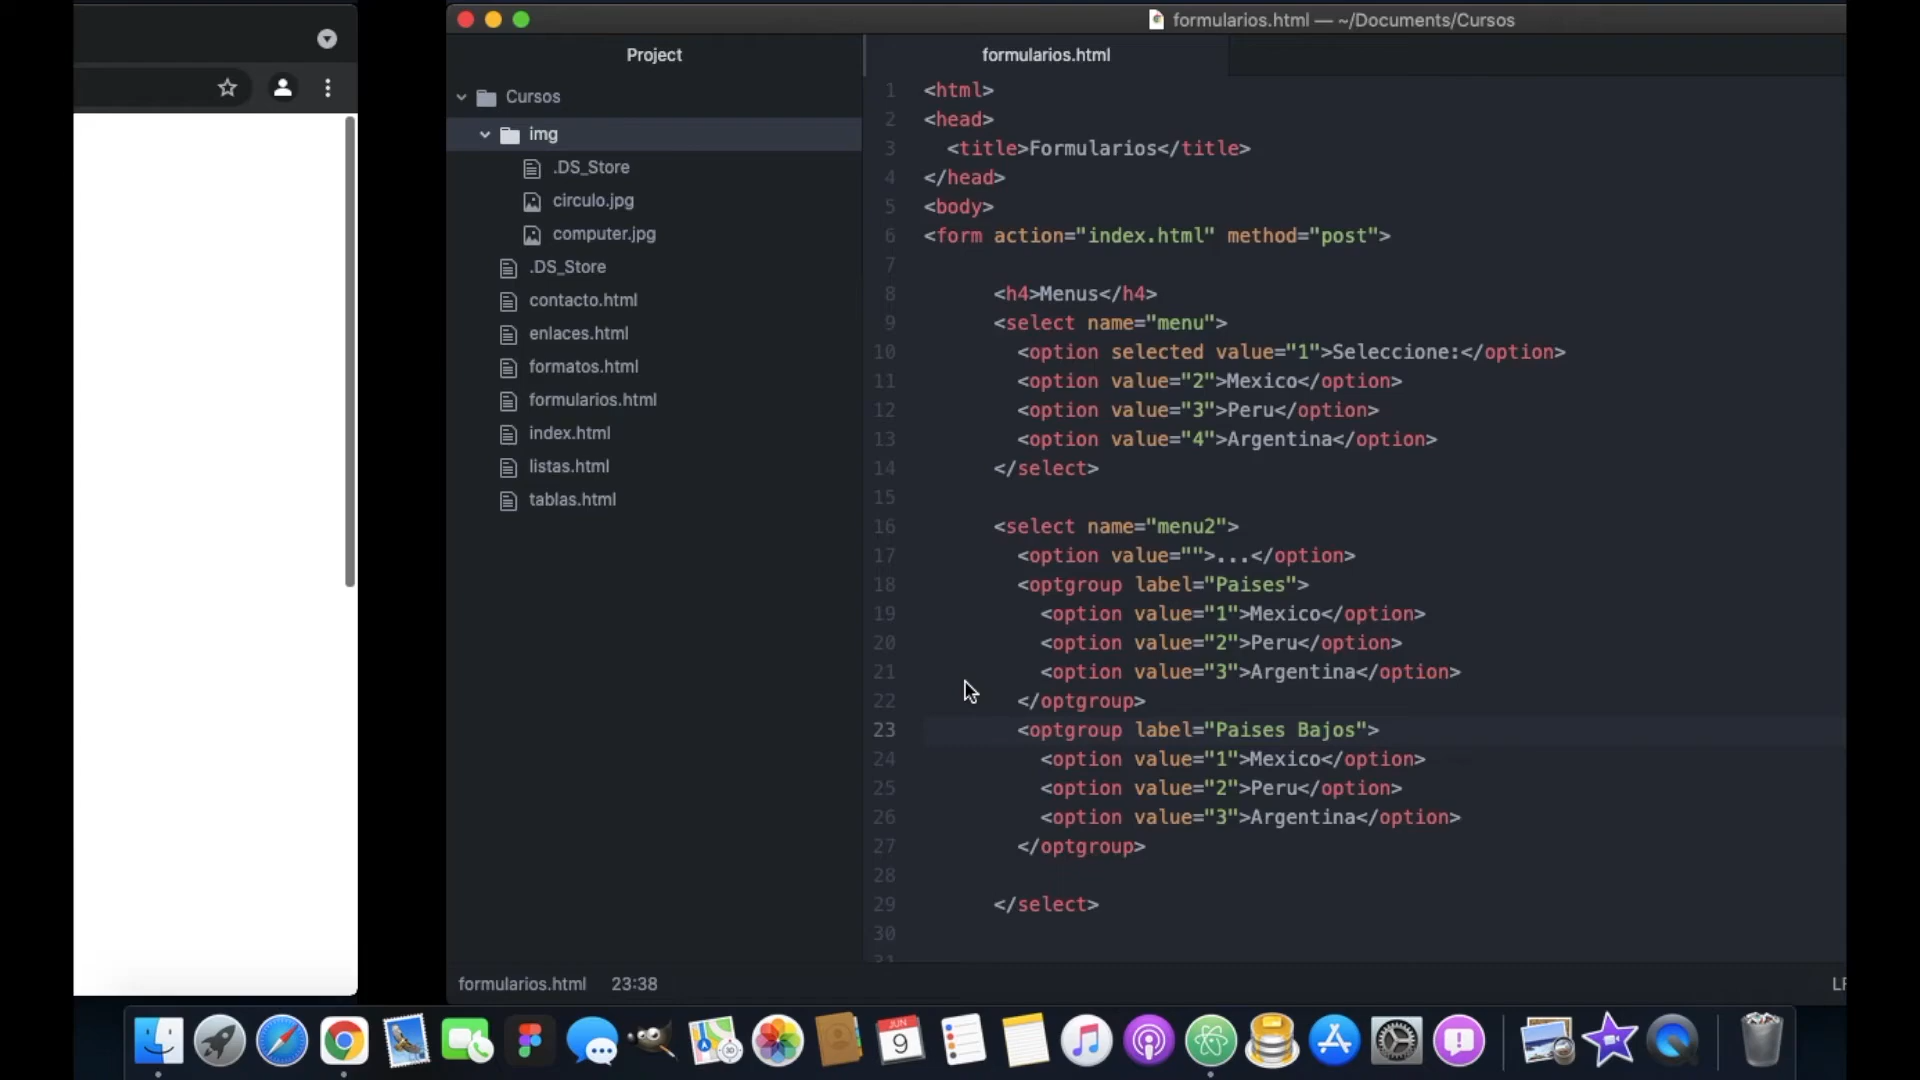 formularios.html — ~/Documents/Cursos
Project
formularios.html
Cursos
img
.DS_Store
circulo.jpg
computer.jpg
.DS_Store
contacto.html
enlaces.html
formatos.html
formularios.html
index.html
listas.html
tablas.html
1 <html>
2 <head>
3 <title>Formularios</title>
4 </head>
5 <body>
6 <form action="index.html" method="post">
7
8 <h4>Menus</h4>
9 <select name="menu">
10 <option selected value="1">Seleccione:</option>
11 <option value="2">Mexico</option>
12 <option value="3">Peru</option>
13 <option value="4">Argentina</option>
14 </select>
15
16 <select name="menu2">
17 <option value="">...</option>
18 <optgroup label="Paises">
19 <option value="1">Mexico</option>
20 <option value="2">Peru</option>
21 <option value="3">Argentina</option>
22 </optgroup>
23 <optgroup label="Paises Bajos">
24 <option value="1">Mexico</option>
25 <option value="2">Peru</option>
26 <option value="3">Argentina</option>
27 </optgroup>
28
29 </select>
30
31
formularios.html 23:38
JUN
9